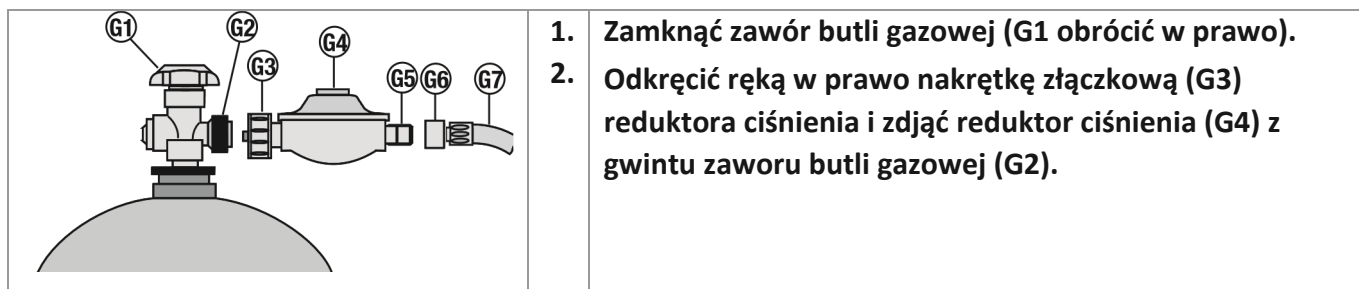 G1 G2 G3 G4 G5 G6 G7
1. Zamknąć zawór butli gazowej (G1 obrócić w prawo).
2. Odkręcić ręką w prawo nakrętkę złączkową (G3)
reduktora ciśnienia i zdjąć reduktor ciśnienia (G4) z
gwintu zaworu butli gazowej (G2).